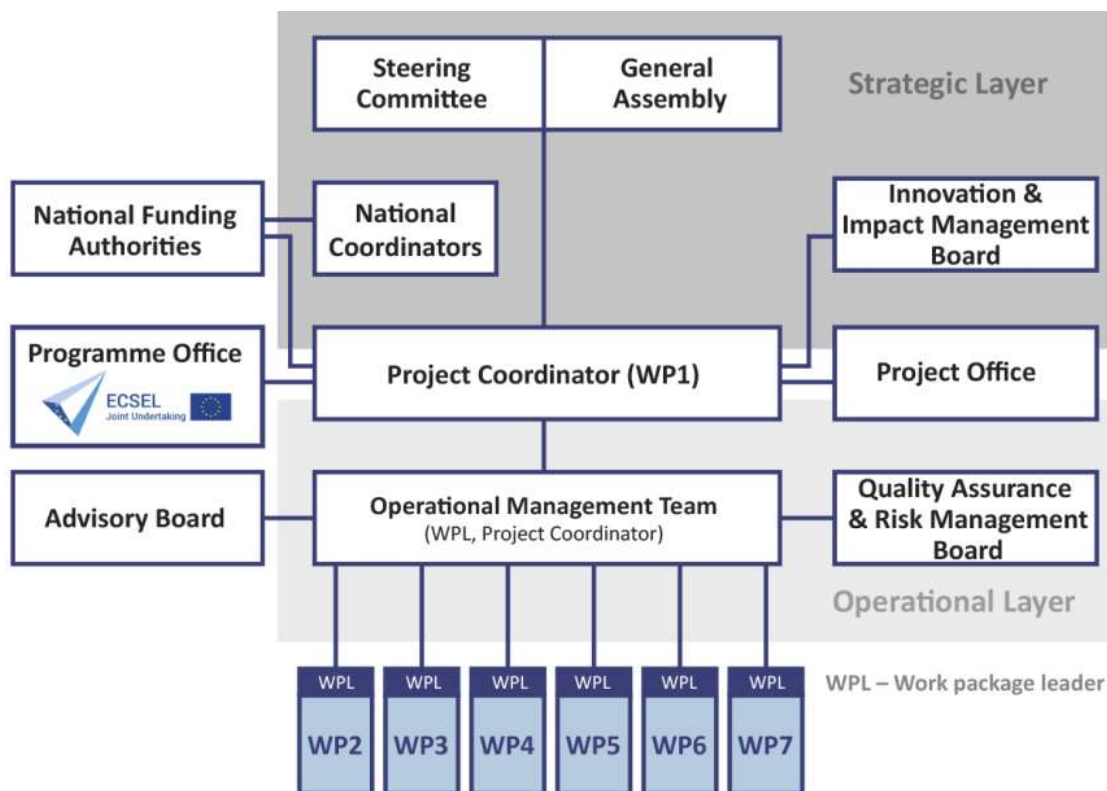 Steering
Committee
General
Assembly
Strategic Layer
National Funding
Authorities
National
Coordinators
Innovation &
Impact Management
Board
Programme Office
ECSEL
Joint Undertaking
Project Coordinator (WP1)
Project Office
Advisory Board
Operational Management Team
(WPL, Project Coordinator)
Quality Assurance
& Risk Management
Board
Operational Layer
WPL
WPL
WPL
WPL
WPL
WPL
WPL – Work package leader
WP2
WP3
WP4
WP5
WP6
WP7